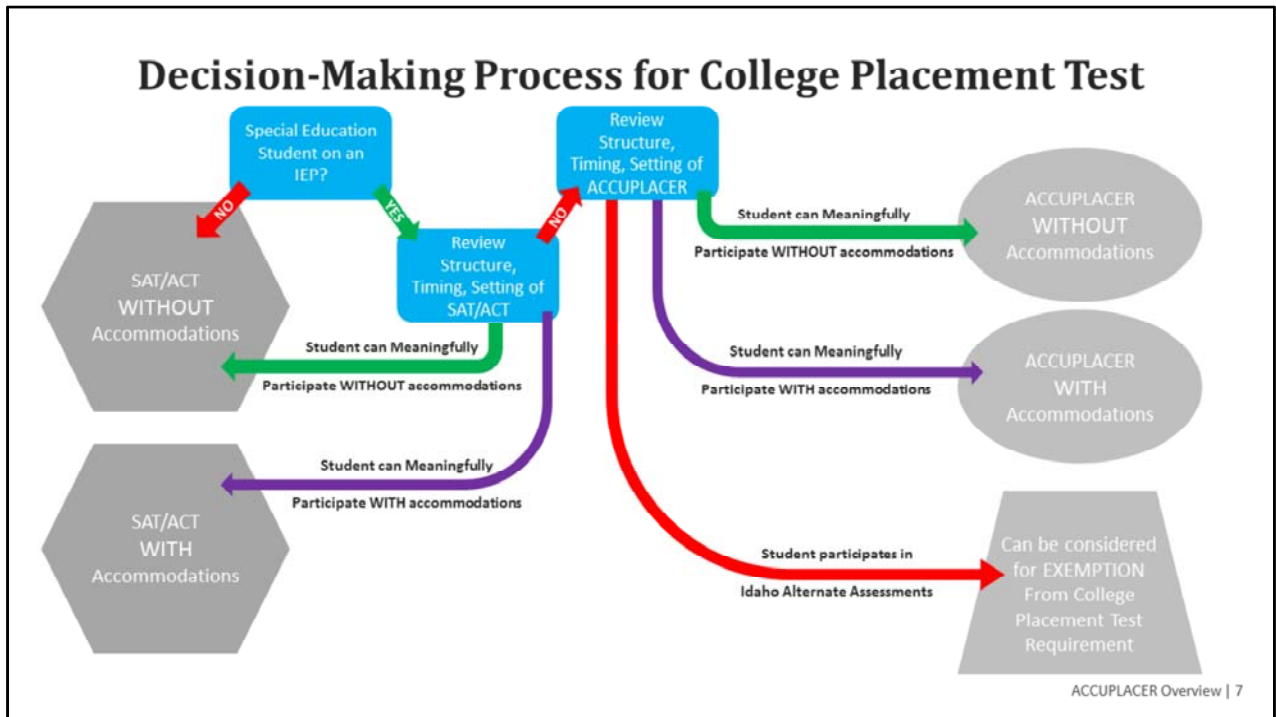 Decision-Making Process for College Placement Test
Special Education
Student on an
IEP?
NO
YES
SAT/ACT
WITHOUT
Accommodations
Review
Structure,
Timing, Setting of
SAT/ACT
NO
Review
Structure,
Timing, Setting of
ACCUPLACER
Student can Meaningfully
Participate WITHOUT accommodations
Student can Meaningfully
Participate WITH accommodations
SAT/ACT
WITH
Accommodations
Student can Meaningfully
Participate WITHOUT accommodations
ACCUPLACER
WITHOUT
Accommodations
Student can Meaningfully
Participate WITH accommodations
ACCUPLACER
WITH
Accommodations
Student participates in
Idaho Alternate Assessments
Can be considered
for EXEMPTION
From College
Placement Test
Requirement
ACCUPLACER Overview | 7